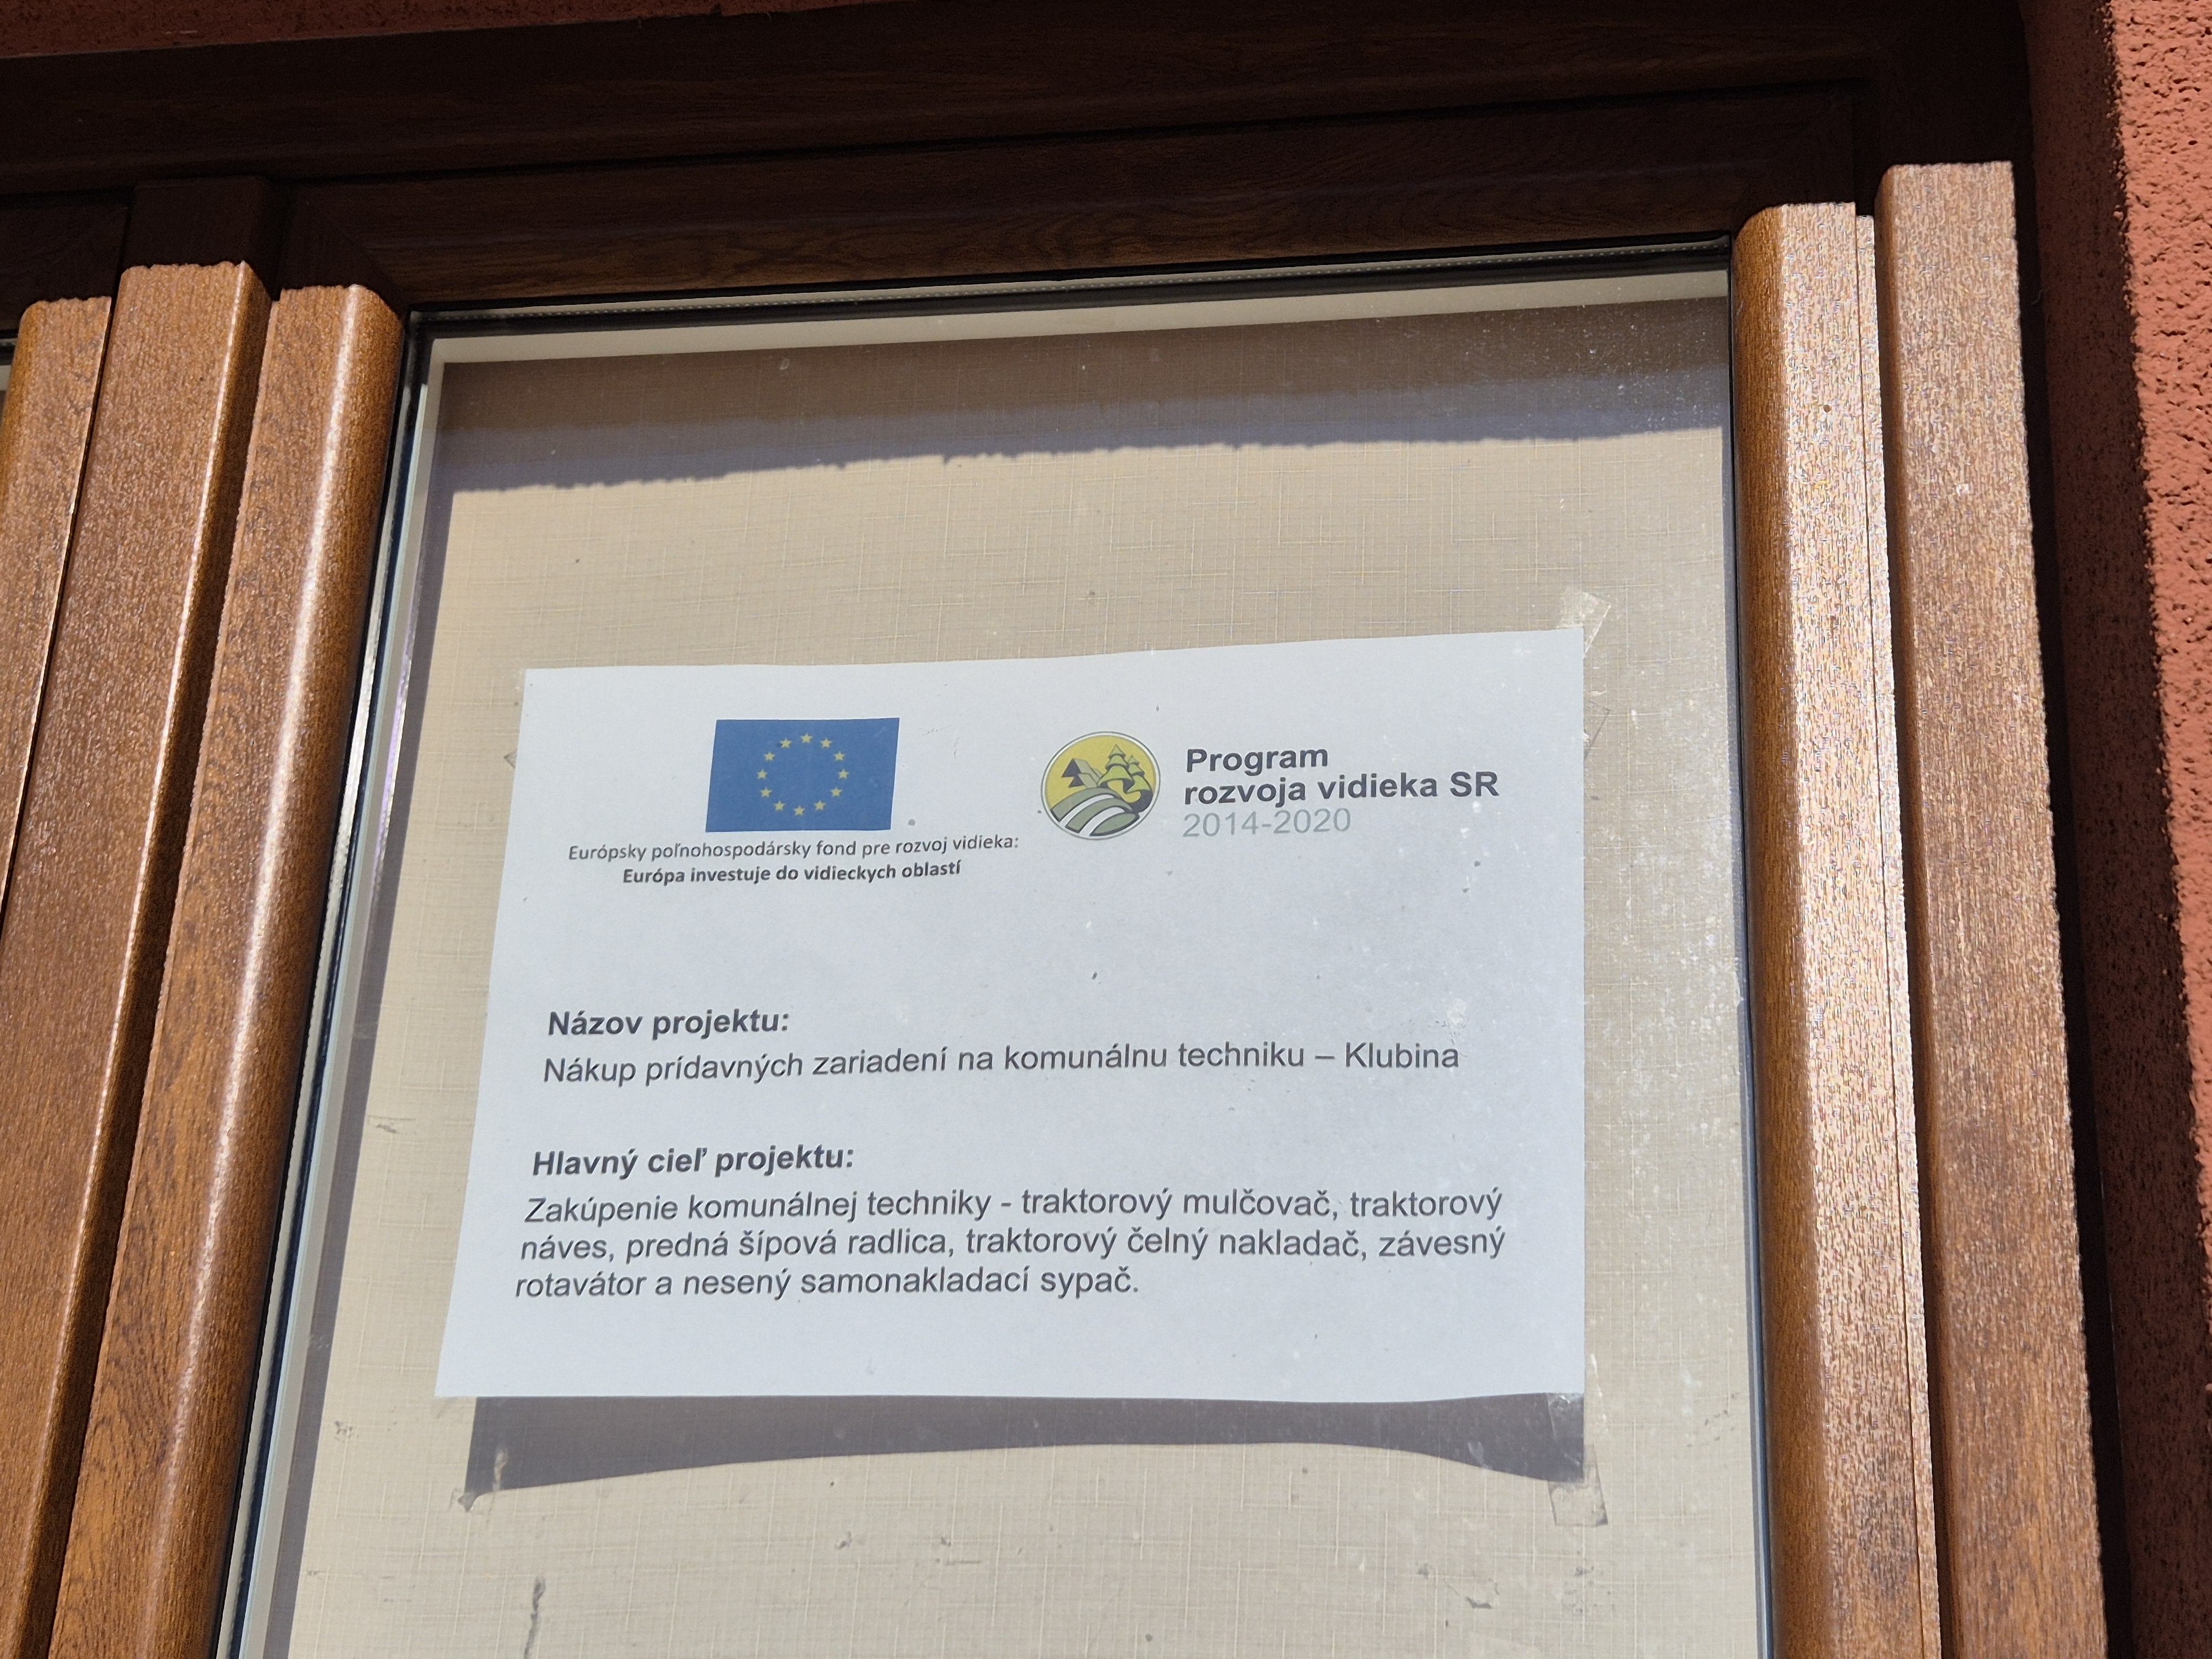 Európsky poľnohospodársky fond pre rozvoj vidieka:
Európa investuje do vidieckych oblastí
Program
rozvoja vidieka SR
2014-2020
Názov projektu:
Nákup prídavných zariadení na komunálnu techniku – Klubina
Hlavný cieľ projektu:
Zakúpenie komunálnej techniky - traktorový mulčovač, traktorový
náves, predná šípová radlica, traktorový čelný nakladač, závesný
rotavátor a nesený samonakladací sypač.